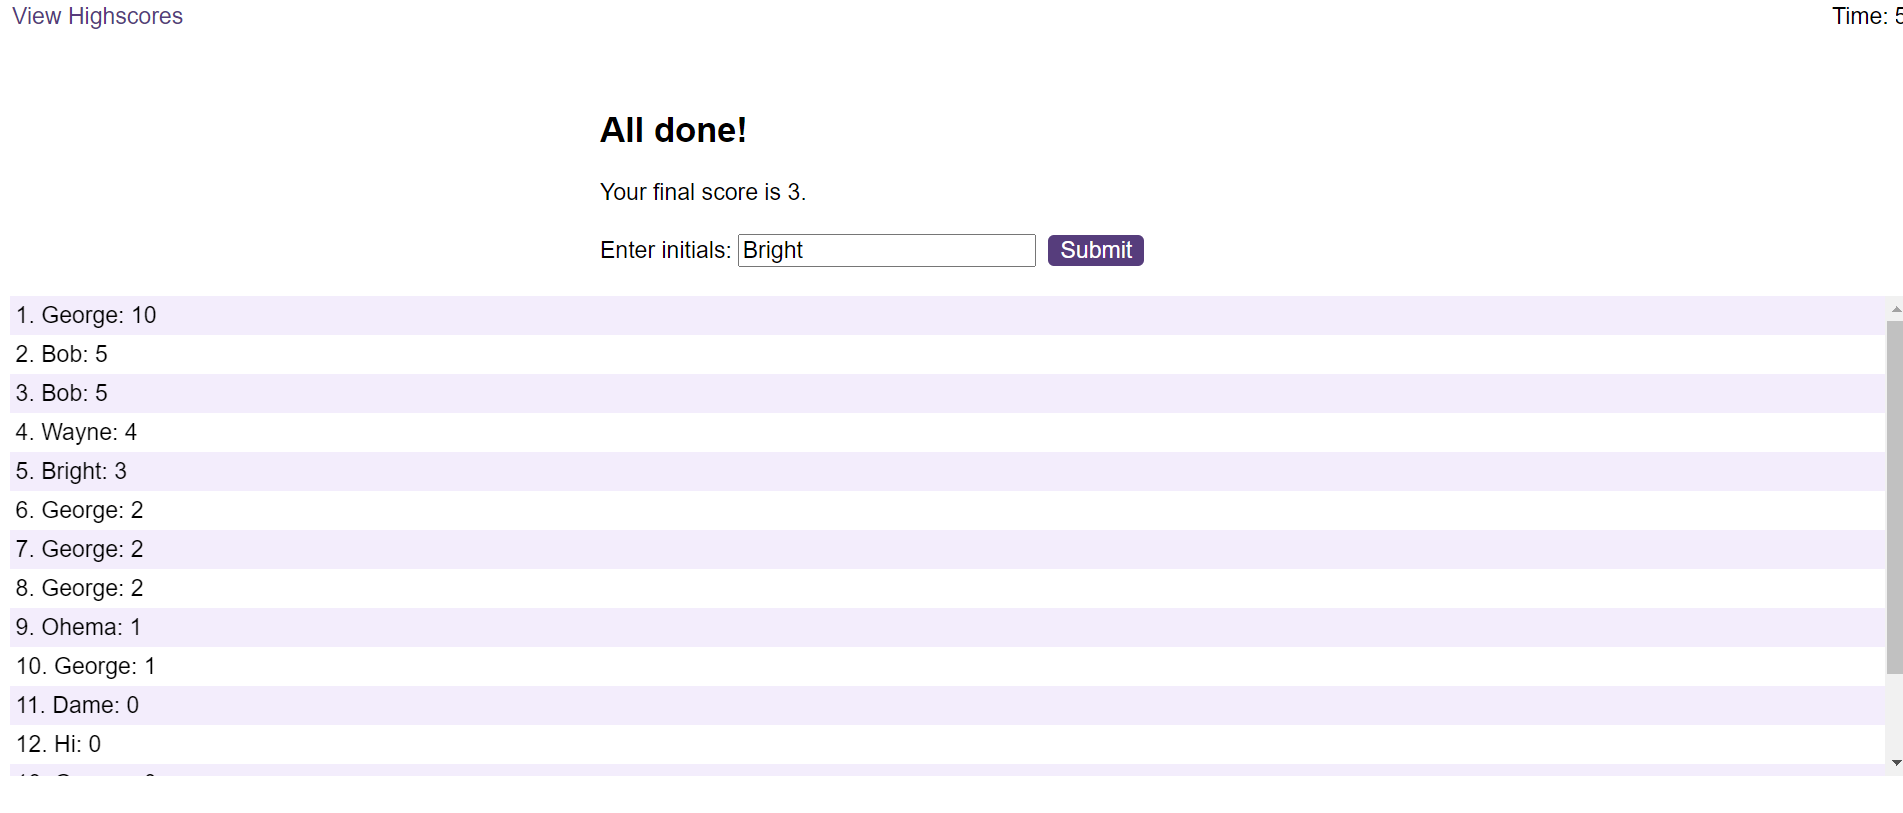 View Highscores
Time: 5
All done!
Your final score is 3.
Enter initials: Bright Submit
1. George: 10
2. Bob: 5
3. Bob: 5
4. Wayne: 4
5. Bright: 3
6. George: 2
7. George: 2
8. George: 2
9. Ohema: 1
10. George: 1
11. Dame: 0
12. Hi: 0